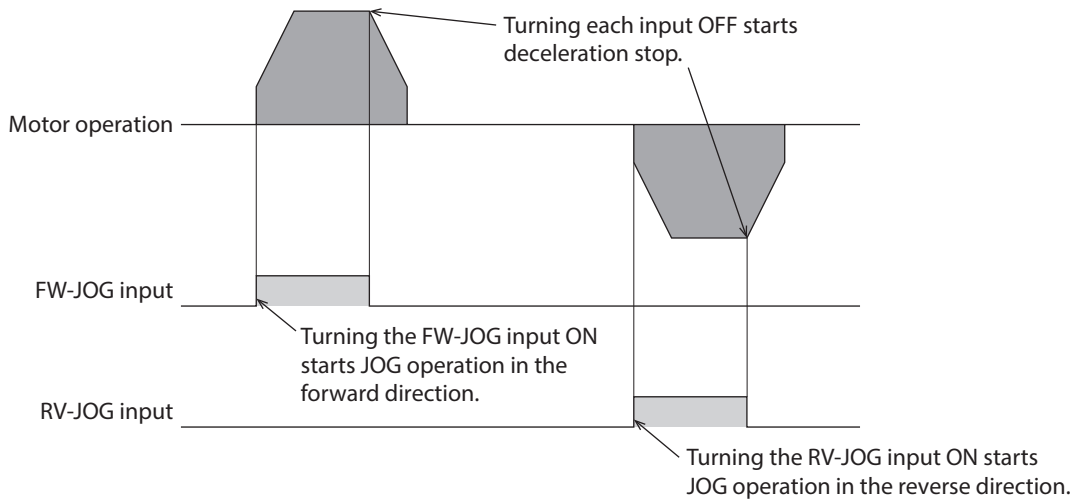 Turning each input OFF starts
deceleration stop.
Motor operation
FW-JOG input
Turning the FW-JOG input ON
starts JOG operation in the
forward direction.
RV-JOG input
Turning the RV-JOG input ON starts
JOG operation in the reverse direction.